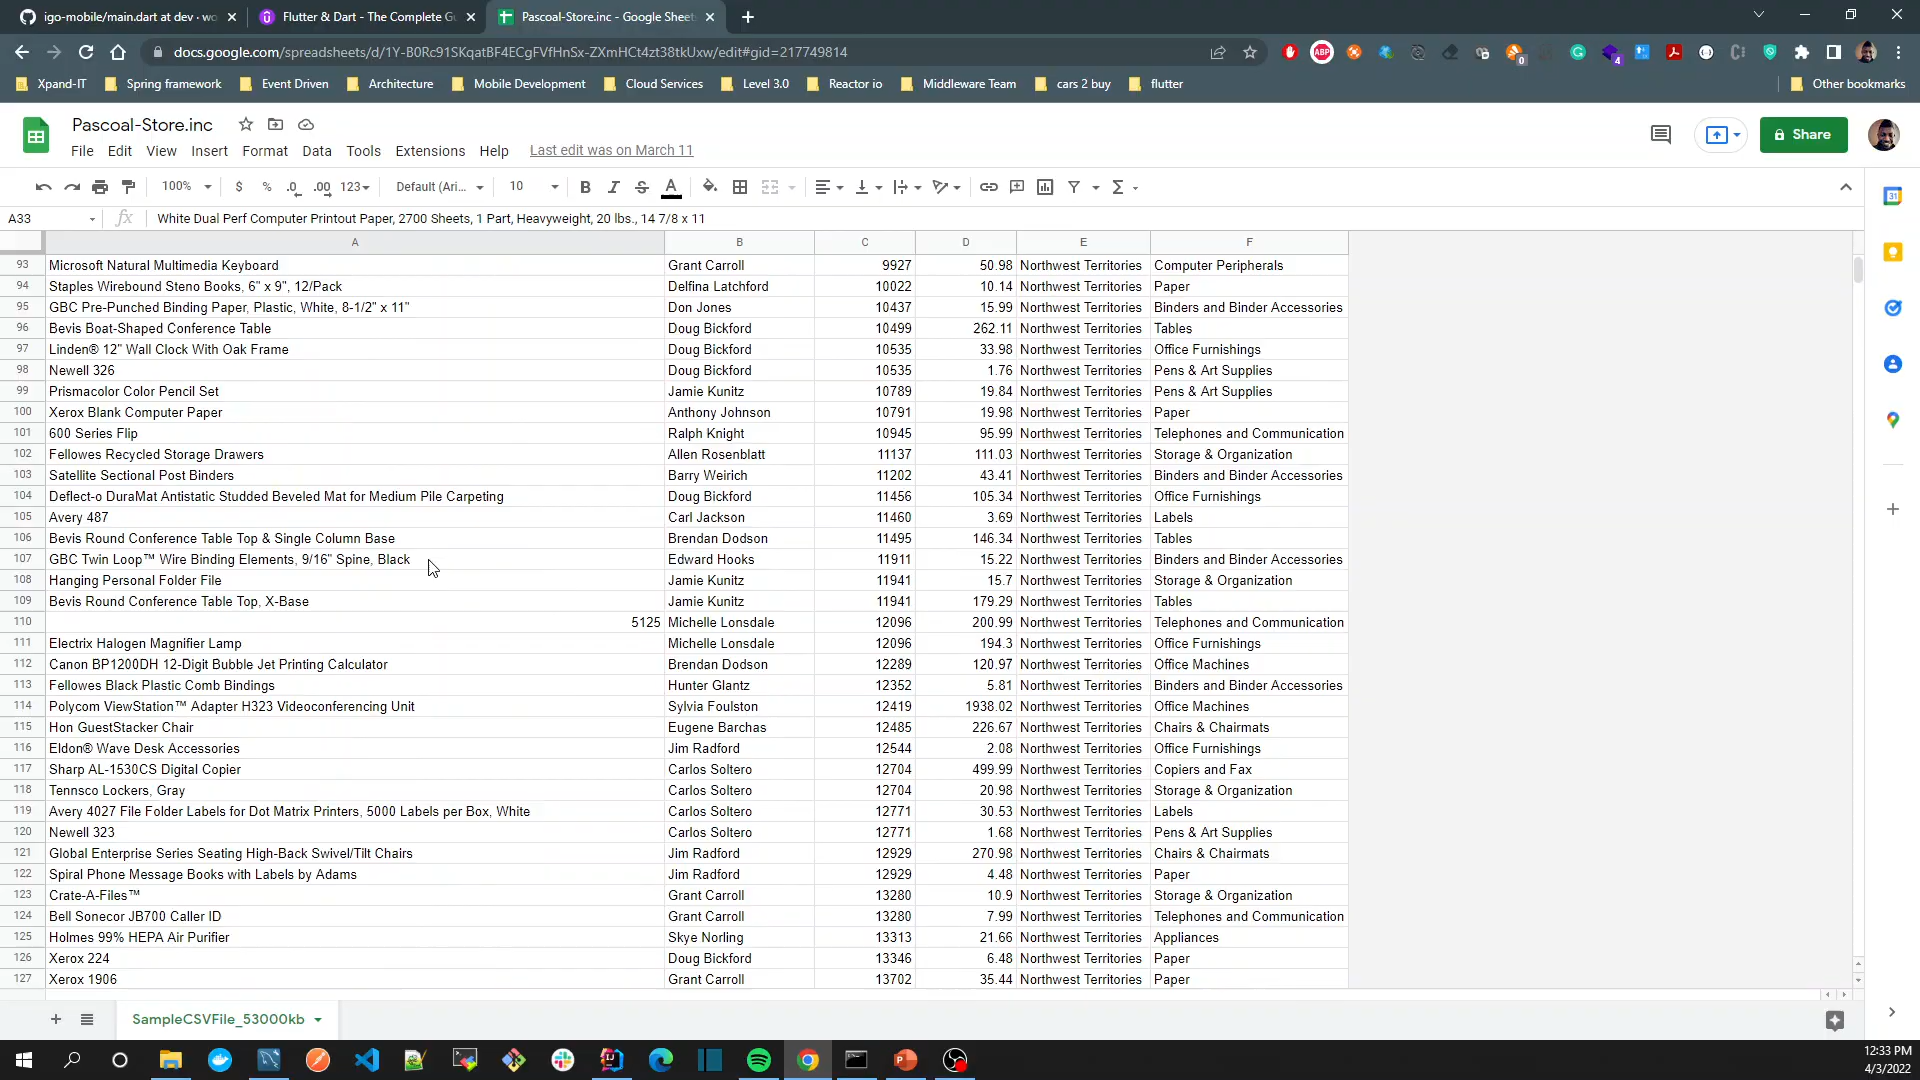 igo-mobile/main.dart at dev · wo
Flutter & Dart - The Complete Gu
Pascoal-Store.inc - Google Sheets
docs.google.com/spreadsheets/d/1Y-B0Rc91SKqatBF4ECgFVfHnSx-ZXmHCt4zt38tkUxw/edit#gid=217749814
Xpand-IT Spring framework Event Driven Architecture Mobile Development Cloud Services Level 3.0 Reactor io Middleware Team cars 2 buy flutter Other bookmarks
Pascoal-Store.inc
Share
File Edit View Insert Format Data Tools Extensions Help Last edit was on March 11
100% $ % .0 .00 123 Default (Ari... 10 B I S A
A33 fx White Dual Perf Computer Printout Paper, 2700 Sheets, 1 Part, Heavyweight, 20 lbs., 14 7/8 x 11
A B C D E F
93 Microsoft Natural Multimedia Keyboard Grant Carroll 9927 50.98 Northwest Territories Computer Peripherals
94 Staples Wirebound Steno Books, 6" x 9", 12/Pack Delfina Latchford 10022 10.14 Northwest Territories Paper
95 GBC Pre-Punched Binding Paper, Plastic, White, 8-1/2" x 11" Don Jones 10437 15.99 Northwest Territories Binders and Binder Accessories
96 Bevis Boat-Shaped Conference Table Doug Bickford 10499 262.11 Northwest Territories Tables
97 Linden® 12" Wall Clock With Oak Frame Doug Bickford 10535 33.98 Northwest Territories Office Furnishings
98 Newell 326 Doug Bickford 10535 1.76 Northwest Territories Pens & Art Supplies
99 Prismacolor Color Pencil Set Jamie Kunitz 10789 19.84 Northwest Territories Pens & Art Supplies
100 Xerox Blank Computer Paper Anthony Johnson 10791 19.98 Northwest Territories Paper
101 600 Series Flip Ralph Knight 10945 95.99 Northwest Territories Telephones and Communication
102 Fellowes Recycled Storage Drawers Allen Rosenblatt 11137 111.03 Northwest Territories Storage & Organization
103 Satellite Sectional Post Binders Barry Weirich 11202 43.41 Northwest Territories Binders and Binder Accessories
104 Deflect-o DuraMat Antistatic Studded Beveled Mat for Medium Pile Carpeting Doug Bickford 11456 105.34 Northwest Territories Office Furnishings
105 Avery 487 Carl Jackson 11460 3.69 Northwest Territories Labels
106 Bevis Round Conference Table Top & Single Column Base Brendan Dodson 11495 146.34 Northwest Territories Tables
107 GBC Twin Loop™ Wire Binding Elements, 9/16" Spine, Black Edward Hooks 11911 15.22 Northwest Territories Binders and Binder Accessories
108 Hanging Personal Folder File Jamie Kunitz 11941 15.7 Northwest Territories Storage & Organization
109 Bevis Round Conference Table Top, X-Base Jamie Kunitz 11941 179.29 Northwest Territories Tables
110 5125 Michelle Lonsdale 12096 200.99 Northwest Territories Telephones and Communication
111 Electrix Halogen Magnifier Lamp Michelle Lonsdale 12096 194.3 Northwest Territories Office Furnishings
112 Canon BP1200DH 12-Digit Bubble Jet Printing Calculator Brendan Dodson 12289 120.97 Northwest Territories Office Machines
113 Fellowes Black Plastic Comb Bindings Hunter Glantz 12352 5.81 Northwest Territories Binders and Binder Accessories
114 Polycom ViewStation™ Adapter H323 Videoconferencing Unit Sylvia Foulston 12419 1938.02 Northwest Territories Office Machines
115 Hon GuestStacker Chair Eugene Barchas 12485 226.67 Northwest Territories Chairs & Chairmats
116 Eldon® Wave Desk Accessories Jim Radford 12544 2.08 Northwest Territories Office Furnishings
117 Sharp AL-1530CS Digital Copier Carlos Soltero 12704 499.99 Northwest Territories Copiers and Fax
118 Tennsco Lockers, Gray Carlos Soltero 12704 20.98 Northwest Territories Storage & Organization
119 Avery 4027 File Folder Labels for Dot Matrix Printers, 5000 Labels per Box, White Carlos Soltero 12771 30.53 Northwest Territories Labels
120 Newell 323 Carlos Soltero 12771 1.68 Northwest Territories Pens & Art Supplies
121 Global Enterprise Series Seating High-Back Swivel/Tilt Chairs Jim Radford 12929 270.98 Northwest Territories Chairs & Chairmats
122 Spiral Phone Message Books with Labels by Adams Jim Radford 12929 4.48 Northwest Territories Paper
123 Crate-A-Files™ Grant Carroll 13280 10.9 Northwest Territories Storage & Organization
124 Bell Sonecor JB700 Caller ID Grant Carroll 13280 7.99 Northwest Territories Telephones and Communication
125 Holmes 99% HEPA Air Purifier Skye Norling 13313 21.66 Northwest Territories Appliances
126 Xerox 224 Doug Bickford 13346 6.48 Northwest Territories Paper
127 Xerox 1906 Grant Carroll 13702 35.44 Northwest Territories Paper
SampleCSVFile_53000kb
12:33 PM
4/3/2022